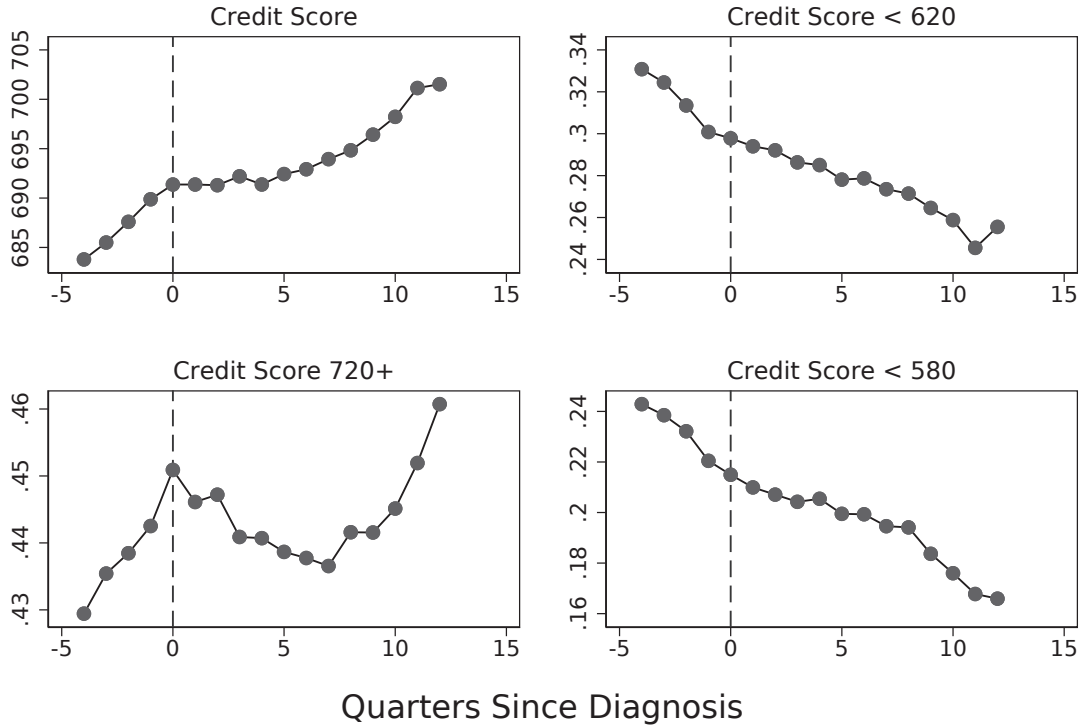 Credit Score
705
700
695
690
685
-5 0 5 10 15
Credit Score < 620
.34
.32
.3
.28
.26
.24
-5 0 5 10 15
Credit Score 720+
.46
.45
.44
.43
-5 0 5 10 15
Credit Score < 580
.24
.22
.2
.18
.16
-5 0 5 10 15
Quarters Since Diagnosis